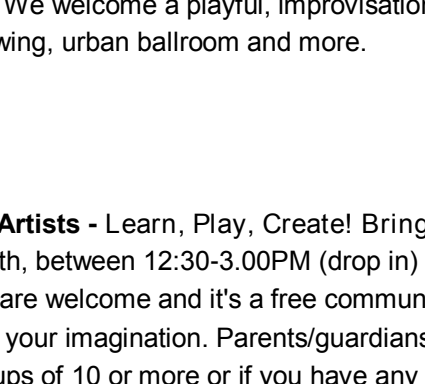 We welcome a playful, improvisation
wing, urban ballroom and more.
Artists - Learn, Play, Create! Bring
th, between 12:30-3.00PM (drop in)
are welcome and it's a free commun
your imagination. Parents/guardians
ups of 10 or more or if you have any